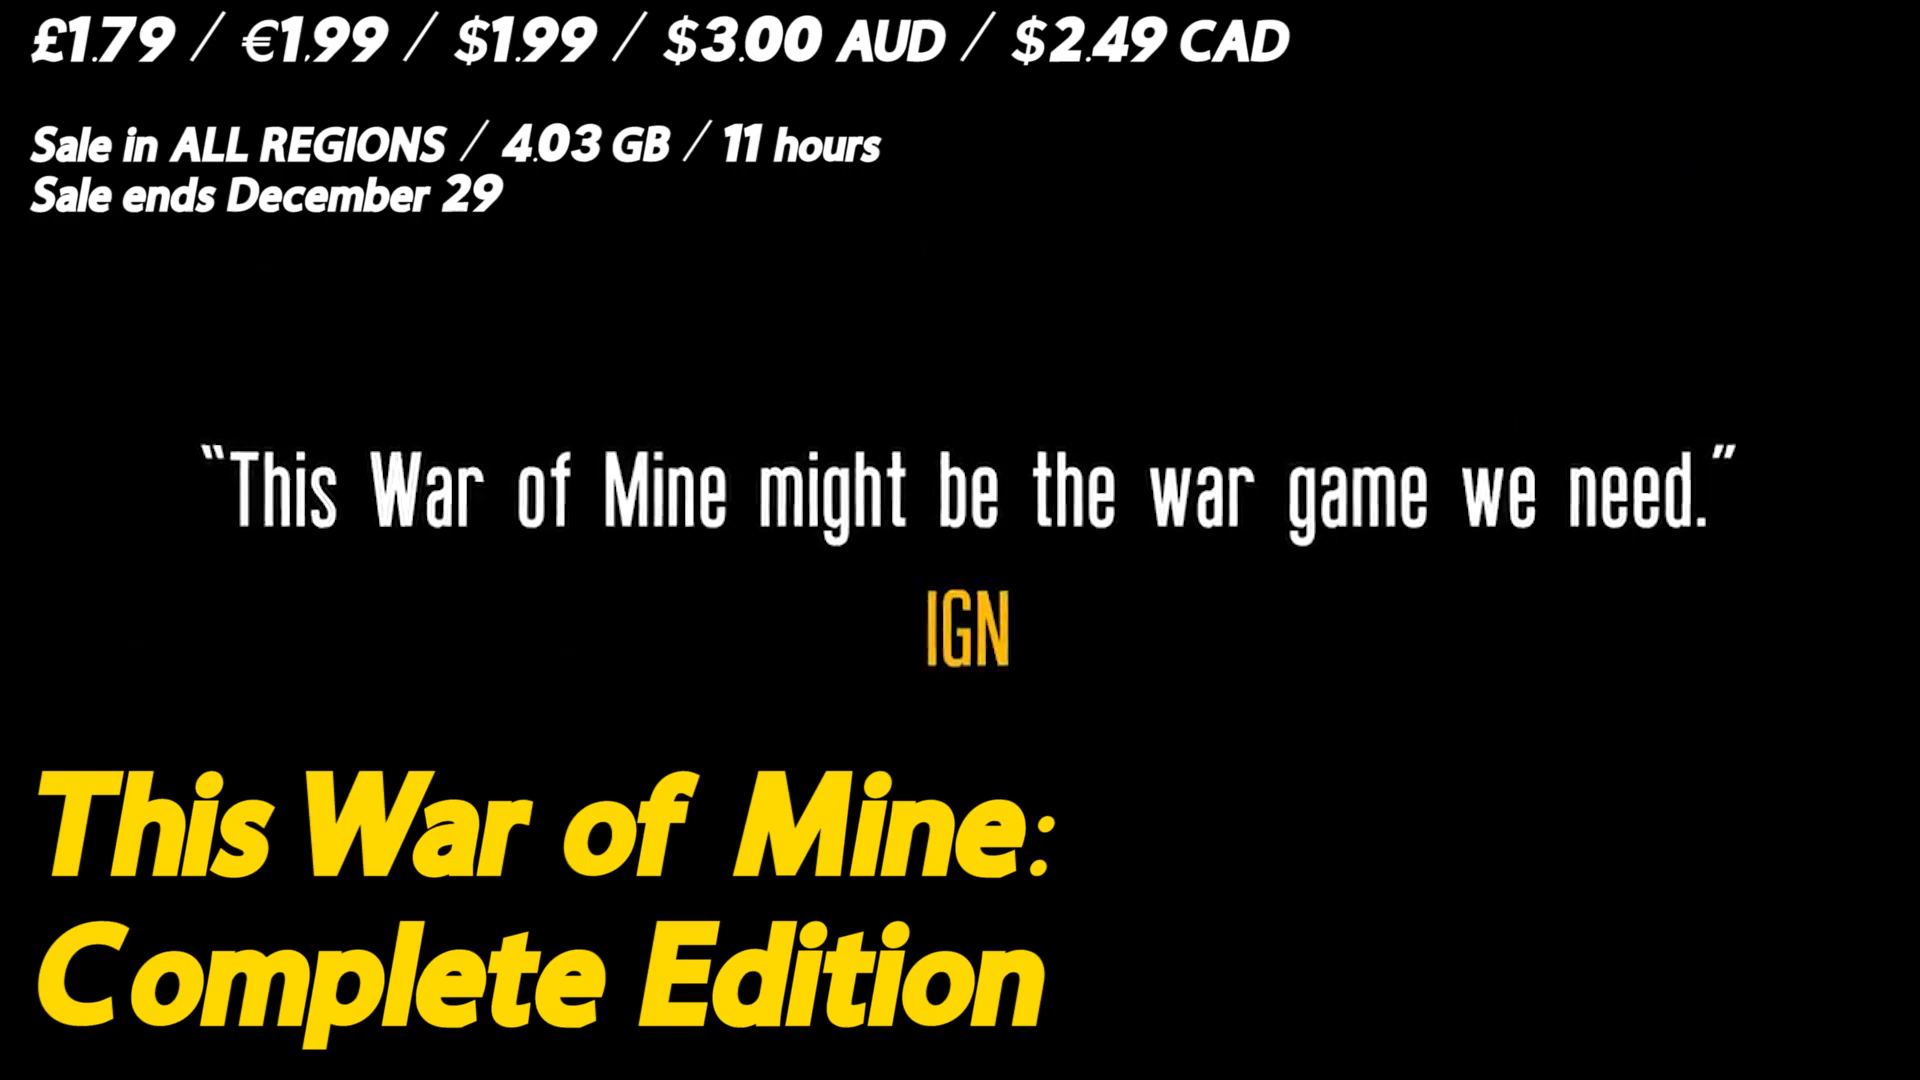 £1.79 / €1,99 / $1.99 / $3.00 AUD / $2.49 CAD
Sale in ALL REGIONS / 4.03 GB / 11 hours
Sale ends December 29
“This War of Mine might be the war game we need.”
IGN
This War of Mine:
Complete Edition